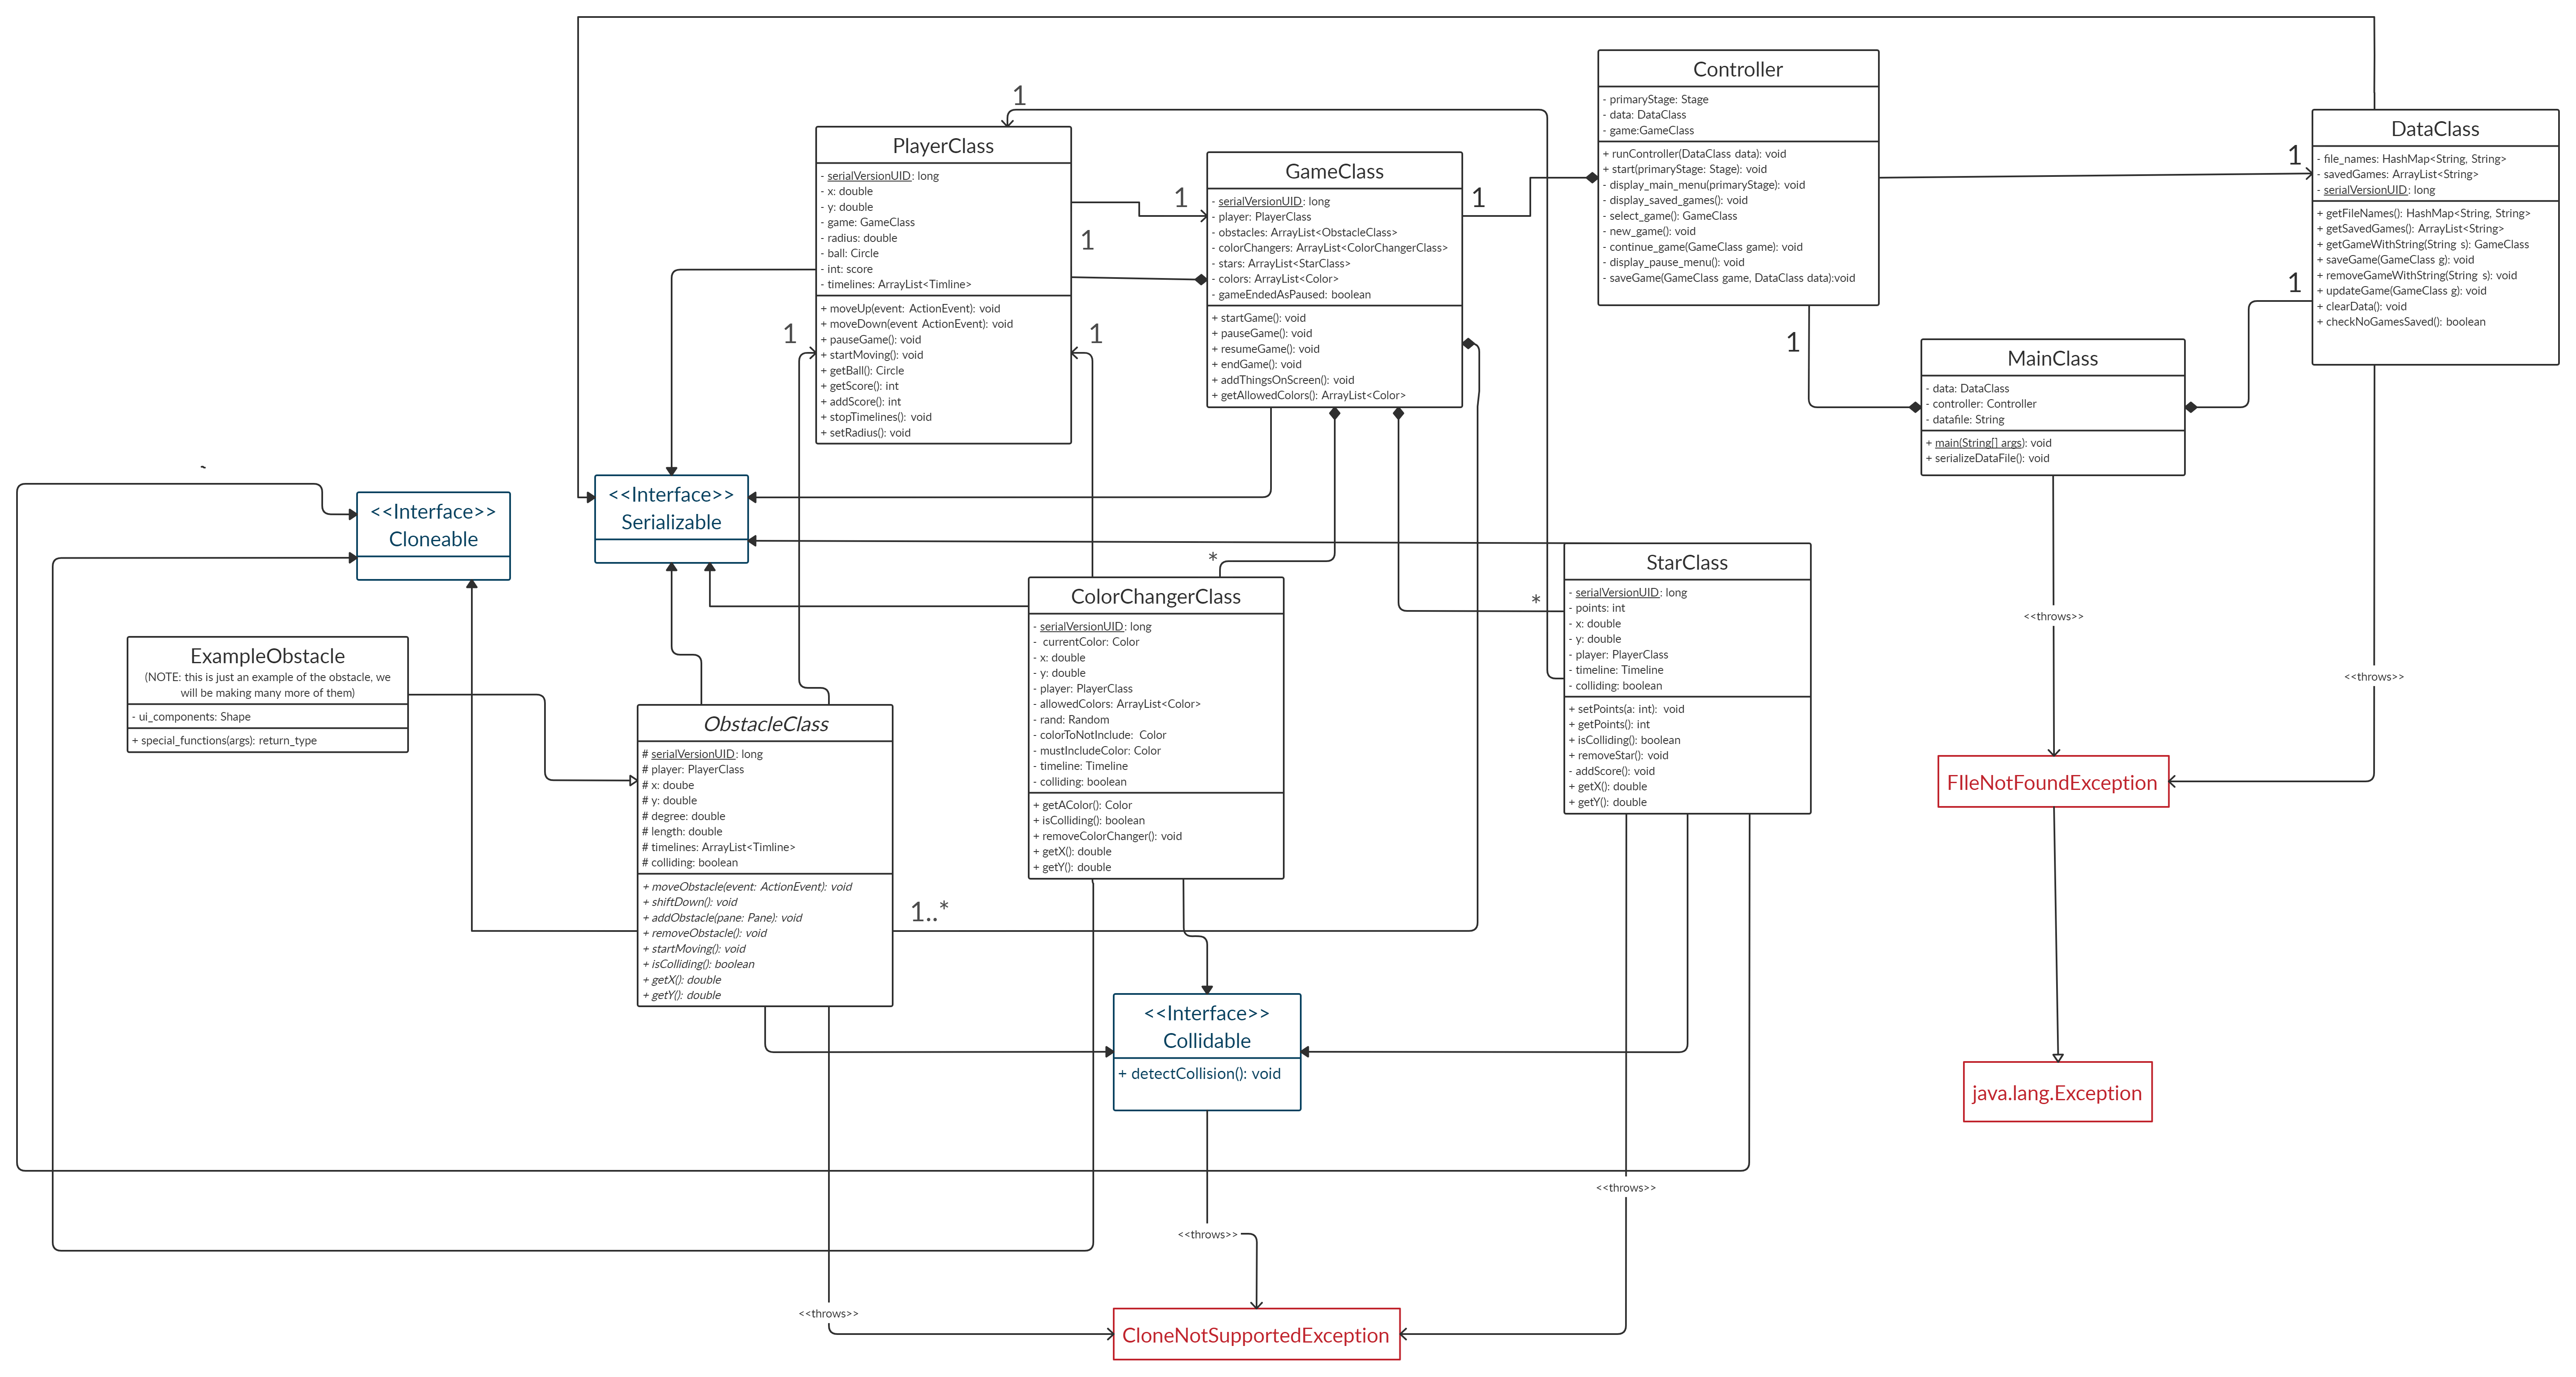 Controller
- primaryStage: Stage
- data: DataClass
- game:GameClass
+ runController(DataClass data): void
+ start(primaryStage: Stage): void
- display_main_menu(primaryStage): void
- display_saved_games(): void
- select_game(): GameClass
- new_game(): void
- continue_game(GameClass game): void
- display_pause_menu(): void
- saveGame(GameClass game, DataClass data):void
1
DataClass
- file_names: HashMap<String, String>
- savedGames: ArrayList<String>
- serialVersionUID: long
+ getFileNames(): HashMap<String, String>
+ getSavedGames(): ArrayList<String>
+ getGameWithString(String s): GameClass
+ saveGame(GameClass g): void
+ removeGameWithString(String s): void
+ updateGame(GameClass g): void
+ clearData(): void
+ checkNoGamesSaved(): boolean
1
1
1
PlayerClass
- serialVersionUID: long
- x: double
- y: double
- game: GameClass
- radius: double
- ball: Circle
- int: score
- timelines: ArrayList<Timline>
+ moveUp(event: ActionEvent): void
+ moveDown(event ActionEvent): void
+ pauseGame(): void
+ startMoving(): void
+ getBall(): Circle
+ getScore(): int
+ addScore(): int
+ stopTimelines(): void
+ setRadius(): void
1
1
1
1
GameClass
- serialVersionUID: long
- player: PlayerClass
- obstacles: ArrayList<ObstacleClass>
- colorChangers: ArrayList<ColorChangerClass>
- stars: ArrayList<StarClass>
- colors: ArrayList<Color>
- gameEndedAsPaused: boolean
+ startGame(): void
+ pauseGame(): void
+ resumeGame(): void
+ endGame(): void
+ addThingsOnScreen(): void
+ getAllowedColors(): ArrayList<Color>
1
1
MainClass
- data: DataClass
- controller: Controller
- datafile: String
+ main(String[] args): void
+ serializeDataFile(): void
~
<<Interface>>
Cloneable
<<Interface>>
Serializable
*
*
StarClass
- serialVersionUID: long
- points: int
- x: double
- y: double
- player: PlayerClass
- timeline: Timeline
- colliding: boolean
+ setPoints(a: int): void
+ getPoints(): int
+ isColliding(): boolean
+ removeStar(): void
- addScore(): void
+ getX(): double
+ getY(): double
ColorChangerClass
- serialVersionUID: long
- currentColor: Color
- x: double
- y: double
- player: PlayerClass
- allowedColors: ArrayList<Color>
- rand: Random
- colorToNotInclude: Color
- mustIncludeColor: Color
- timeline: Timeline
- colliding: boolean
+ getAColor(): Color
+ isColliding(): boolean
+ removeColorChanger(): void
+ getX(): double
+ getY(): double
<<throws>>
<<throws>>
ExampleObstacle
(NOTE: this is just an example of the obstacle, we
will be making many more of them)
- ui_components: Shape
+ special_functions(args): return_type
ObstacleClass
# serialVersionUID: long
# player: PlayerClass
# x: doube
# y: double
# degree: double
# length: double
# timelines: ArrayList<Timline>
# colliding: boolean
+ moveObstacle(event: ActionEvent): void
+ shiftDown(): void
+ addObstacle(pane: Pane): void
+ removeObstacle(): void
+ startMoving(): void
+ isColliding(): boolean
+ getX(): double
+ getY(): double
1..*
FIleNotFoundException
<<Interface>>
Collidable
+ detectCollision(): void
java.lang.Exception
<<throws>>
<<throws>>
<<throws>>
CloneNotSupportedException